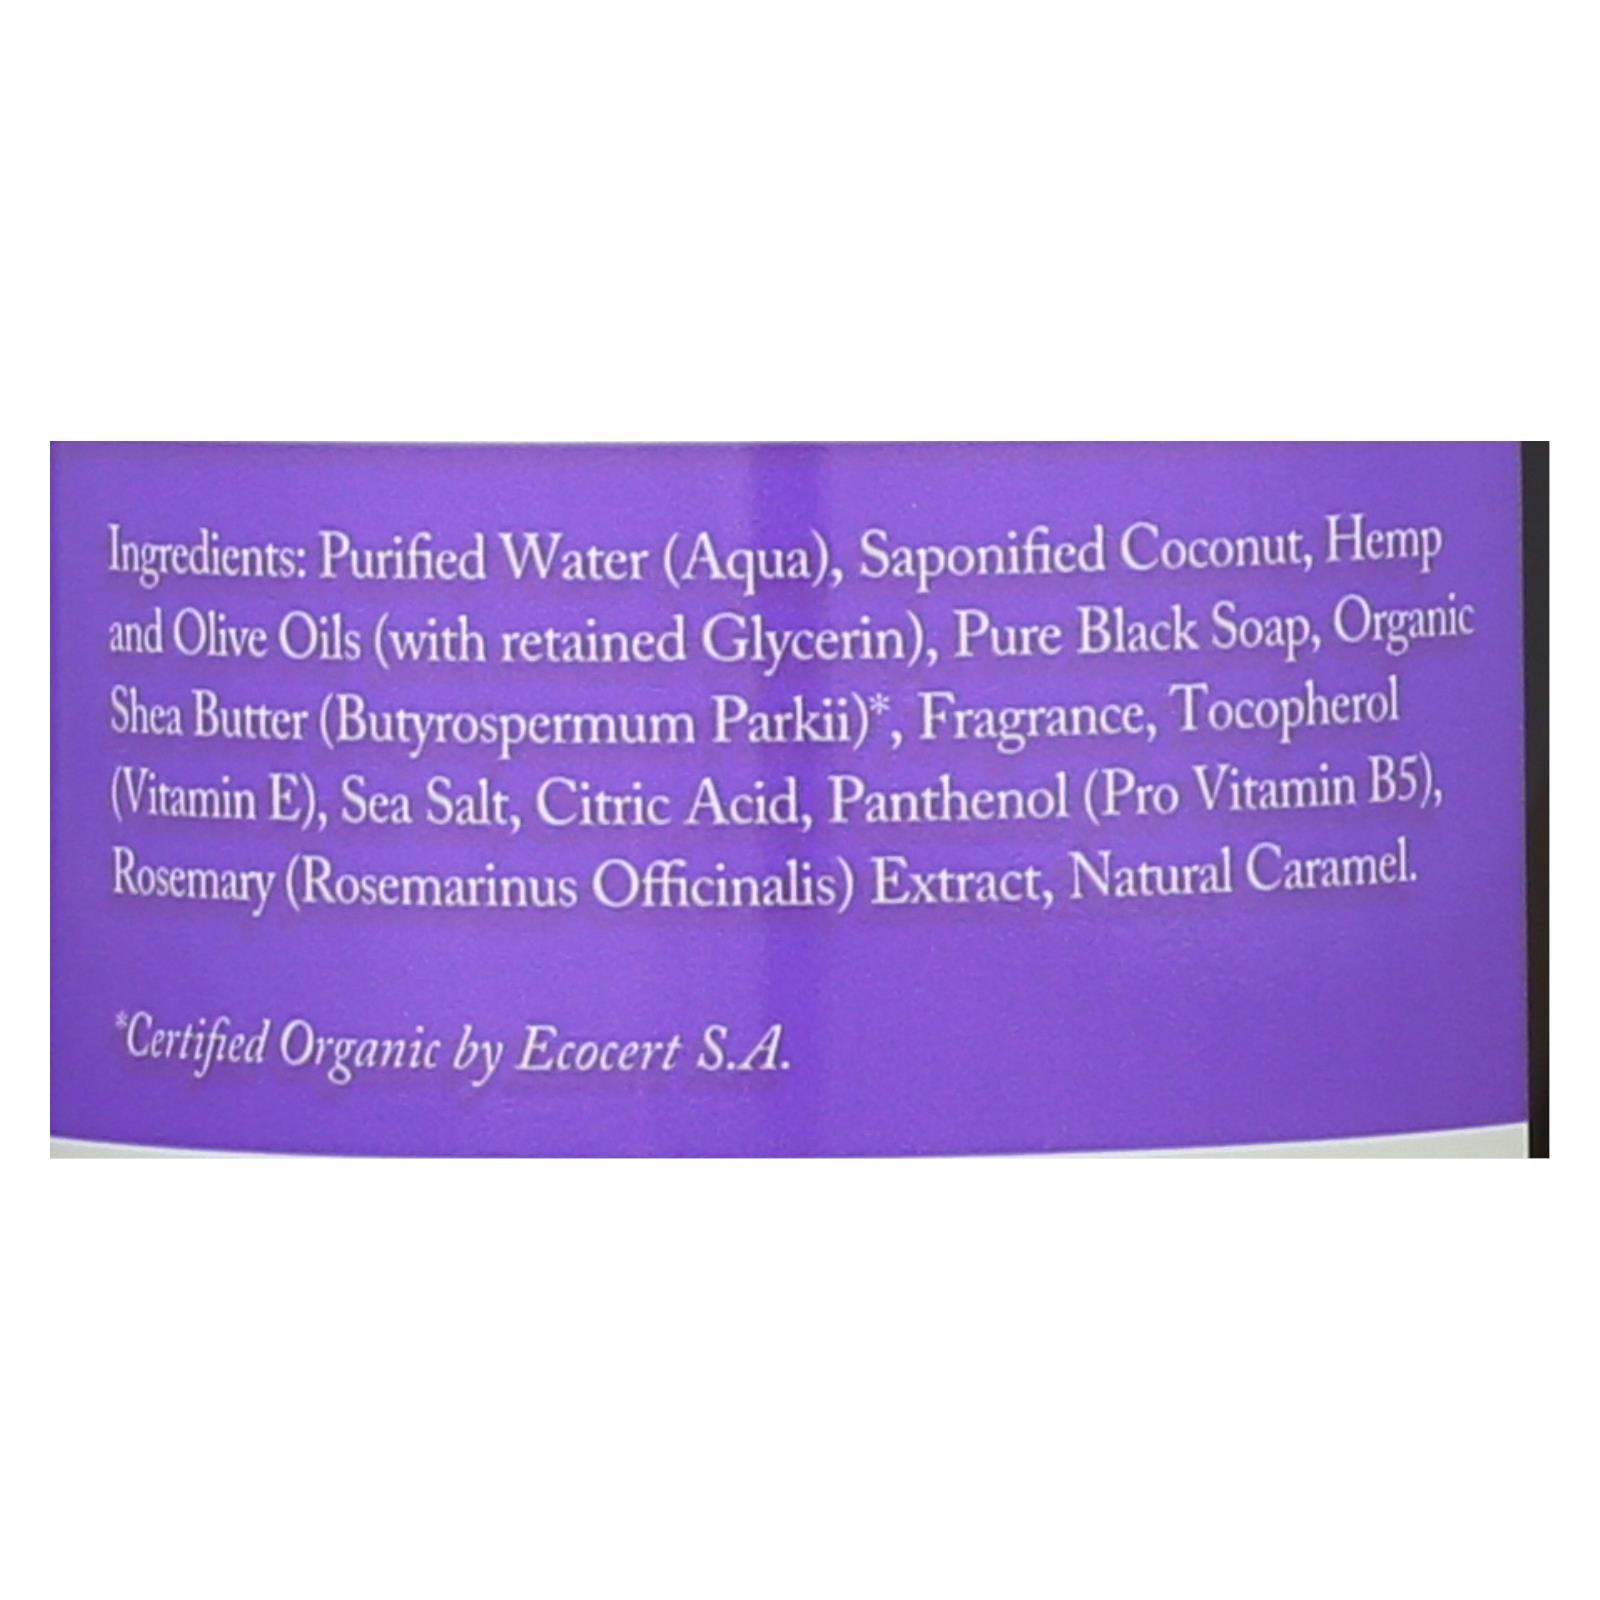 Ingredients: Purified Water (Aqua), Saponified Coconut, Hemp
and Olive Oils (with retained Glycerin), Pure Black Soap, Organic
Shea Butter (Butyrospermum Parkii)*, Fragrance, Tocopherol
(Vitamin E), Sea Salt, Citric Acid, Panthenol (Pro Vitamin B5),
Rosemary (Rosemarinus Officinalis) Extract, Natural Caramel.
*Certified Organic by Ecocert S.A.